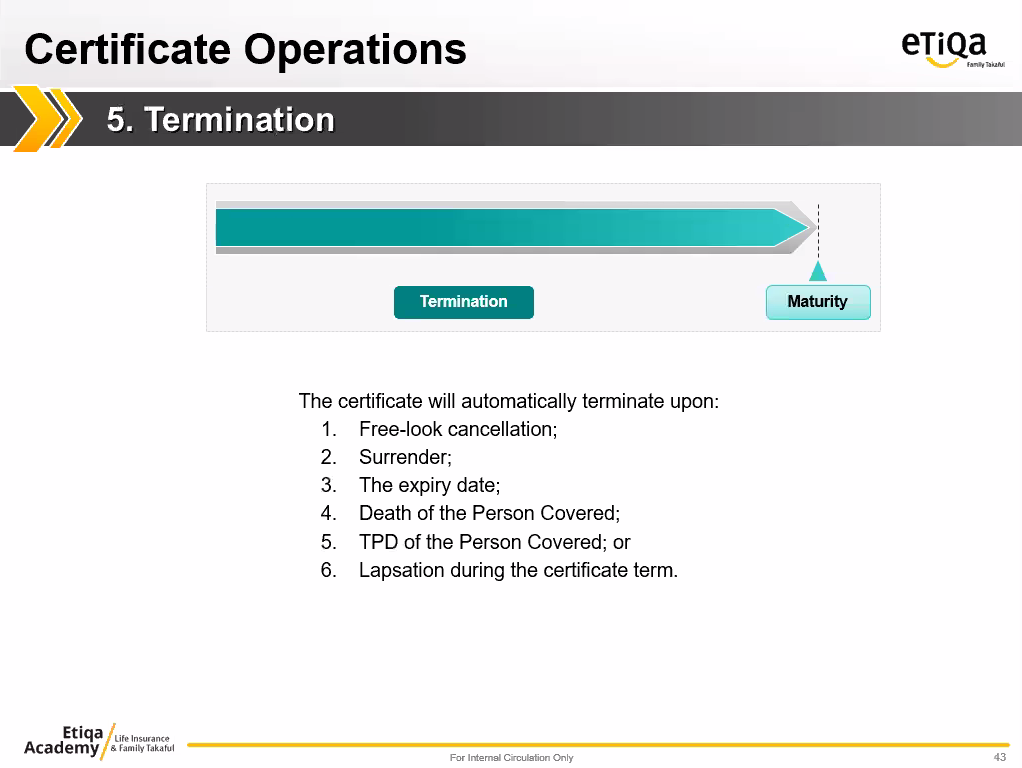 Certificate Operations
eTiQa
Family Takaful
5. Termination
Termination
Maturity
The certificate will automatically terminate upon:
1. Free-look cancellation;
2. Surrender;
3. The expiry date;
4. Death of the Person Covered;
5. TPD of the Person Covered; or
6. Lapsation during the certificate term.
Etiqa
Academy
Life Insurance
& Family Takaful
For Internal Circulation Only
43